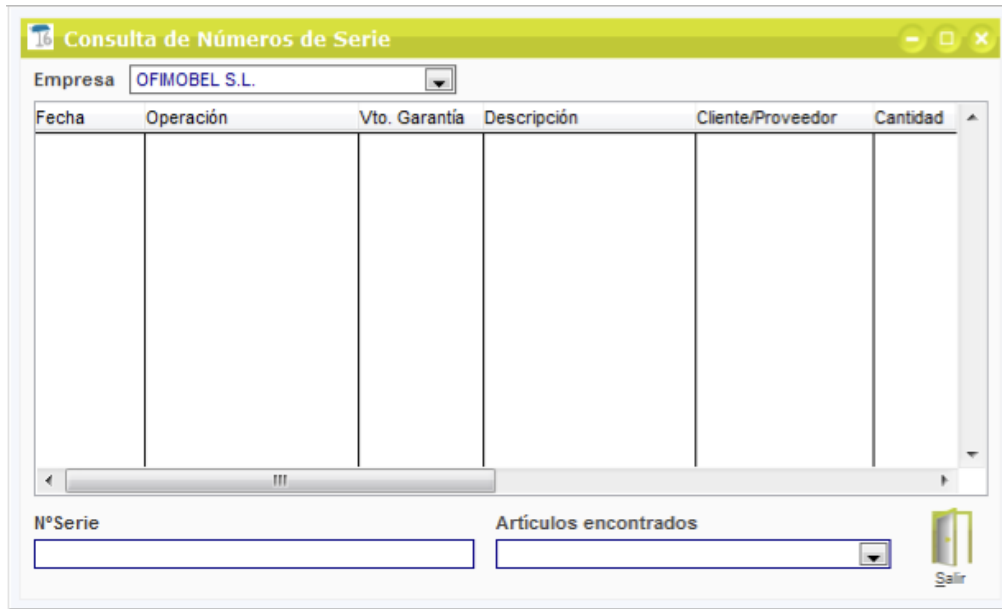 16 Consulta de Números de Serie
Empresa OFIMOBEL S.L.
Fecha Operación Vto. Garantía Descripción Cliente/Proveedor Cantidad
NºSerie Artículos encontrados
Salir